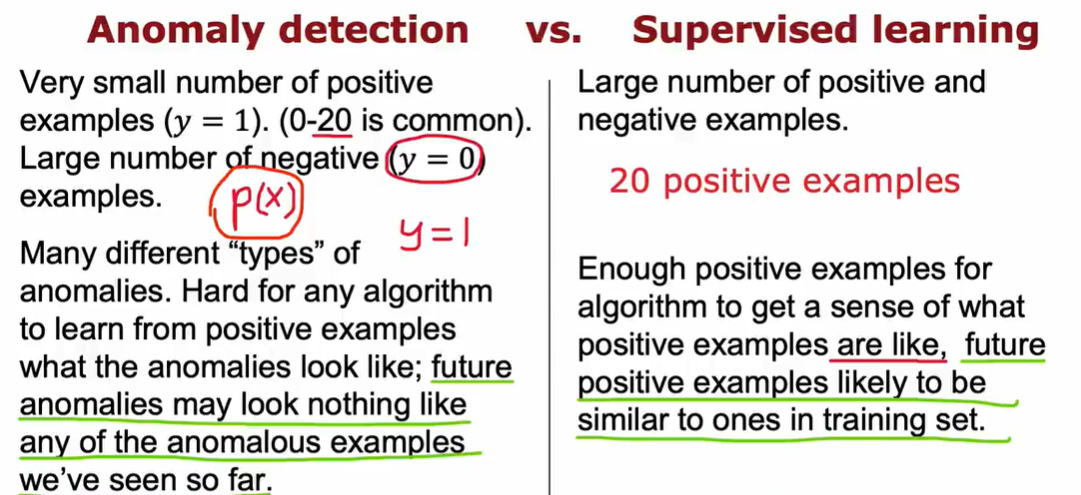 Anomaly detection vs. Supervised learning
Very small number of positive
examples (y = 1). (0-20 is common).
Large number of negative (y = 0)
examples.
p(x)
y=1
Many different “types” of
anomalies. Hard for any algorithm
to learn from positive examples
what the anomalies look like; future
anomalies may look nothing like
any of the anomalous examples
we’ve seen so far.
Large number of positive and
negative examples.
20 positive examples
Enough positive examples for
algorithm to get a sense of what
positive examples are like, future
positive examples likely to be
similar to ones in training set.